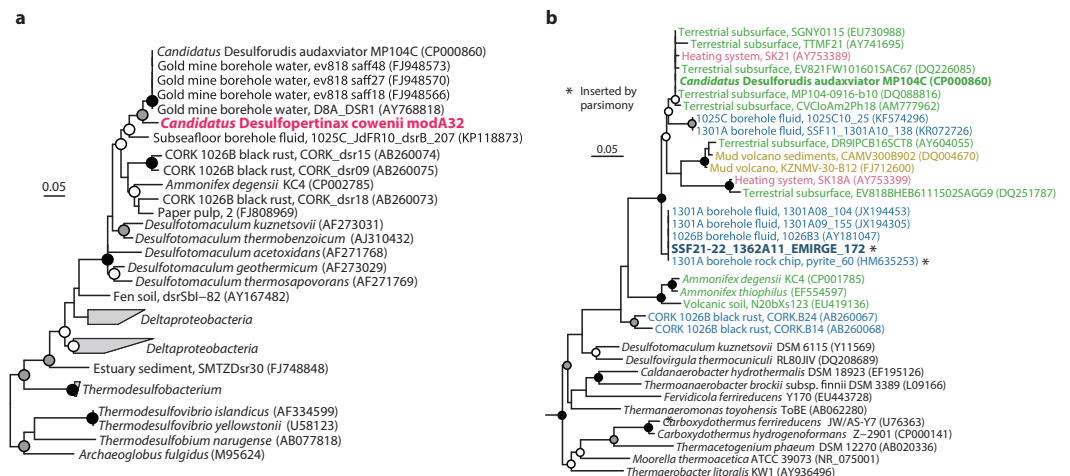 a
Candidatus Desulforudis audaxviator MP104C (CP000860)
Gold mine borehole water, ev818 saff48 (FJ948573)
Gold mine borehole water, ev818 saff27 (FJ948570)
Gold mine borehole water, ev818 saff18 (FJ948566)
Gold mine borehole water, D8A_DSR1 (AY768818)
Candidatus Desulfopertinax cowenii modA32
Subseafloor borehole fluid, 1025C_JdFR10_dsrB_207 (KP118873)
CORK 1026B black rust, CORK_dsr15 (AB260074)
CORK 1026B black rust, CORK_dsr09 (AB260075)
Ammonifex degensii KC4 (CP002785)
CORK 1026B black rust, CORK_dsr18 (AB260073)
Paper pulp, 2 (FJ808969)
Desulfotomaculum kuznetsovii (AF273031)
Desulfotomaculum thermobenzoicum (AJ310432)
Desulfotomaculum acetoxidans (AF271768)
Desulfotomaculum geothermicum (AF273029)
Desulfotomaculum thermosapovorans (AF271769)
Fen soil, dsrSbI−82 (AY167482)
Deltaproteobacteria
Deltaproteobacteria
Estuary sediment, SMTZDsr30 (FJ748848)
Thermodesulfobacterium
Thermodesulfovibrio islandicus (AF334599)
Thermodesulfovibrio yellowstonii (U58123)
Thermodesulfobium narugense (AB077818)
Archaeoglobus fulgidus (M95624)
0.05
b
Terrestrial subsurface, SGNY0115 (EU730988)
Terrestrial subsurface, TTMF21 (AY741695)
Heating system, SK21 (AY753389)
Terrestrial subsurface, EV821FW101601SAC67 (DQ226085)
Candidatus Desulforudis audaxviator MP104C (CP000860)
Terrestrial subsurface, MP104-0916-b10 (DQ088816)
Terrestrial subsurface, CVCloAm2Ph18 (AM777962)
1025C borehole fluid, 1025C10_25 (KF574296)
1301A borehole fluid, SSF11_1301A10_138 (KR072726)
Terrestrial subsurface, DR9IPCB16SCT8 (AY604055)
Mud volcano sediments, CAMV300B902 (DQ004670)
Mud volcano, KZNMV-30-B12 (FJ712600)
Heating system, SK18A (AY753399)
Terrestrial subsurface, EV818BHEB6111502SAGG9 (DQ251787)
1301A borehole fluid, 1301A08_104 (JX194453)
1301A borehole fluid, 1301A09_155 (JX194305)
1026B borehole fluid, 1026B3 (AY181047)
SSF21-22_1362A11_EMIRGE_172 *
1301A borehole rock chip, pyrite_60 (HM635253) *
Ammonifex degensii KC4 (CP001785)
Ammonifex thiophilus (EF554597)
Volcanic soil, N20bXs123 (EU419136)
CORK 1026B black rust, CORK.B24 (AB260067)
CORK 1026B black rust, CORK.B14 (AB260068)
Desulfotomaculum kuznetsovii DSM 6115 (Y11569)
Desulfovirgula thermocuniculi RL80JIV (DQ208689)
Caldanaerobacter hydrothermalis DSM 18923 (EF195126)
Thermoanaerobacter brockii subsp. finnii DSM 3389 (L09166)
Fervidicola ferrireducens Y170 (EU443728)
Thermanaeromonas toyohensis ToBE (AB062280)
Carboxydothermus ferrireducens JW/AS-Y7 (U76363)
Carboxydothermus hydrogenoformans Z−2901 (CP000141)
Thermacetogenium phaeum DSM 12270 (AB020336)
Moorella thermoacetica ATCC 39073 (NR_075001)
Thermaerobacter litoralis KW1 (AY936496)
* Inserted by
parsimony
0.05